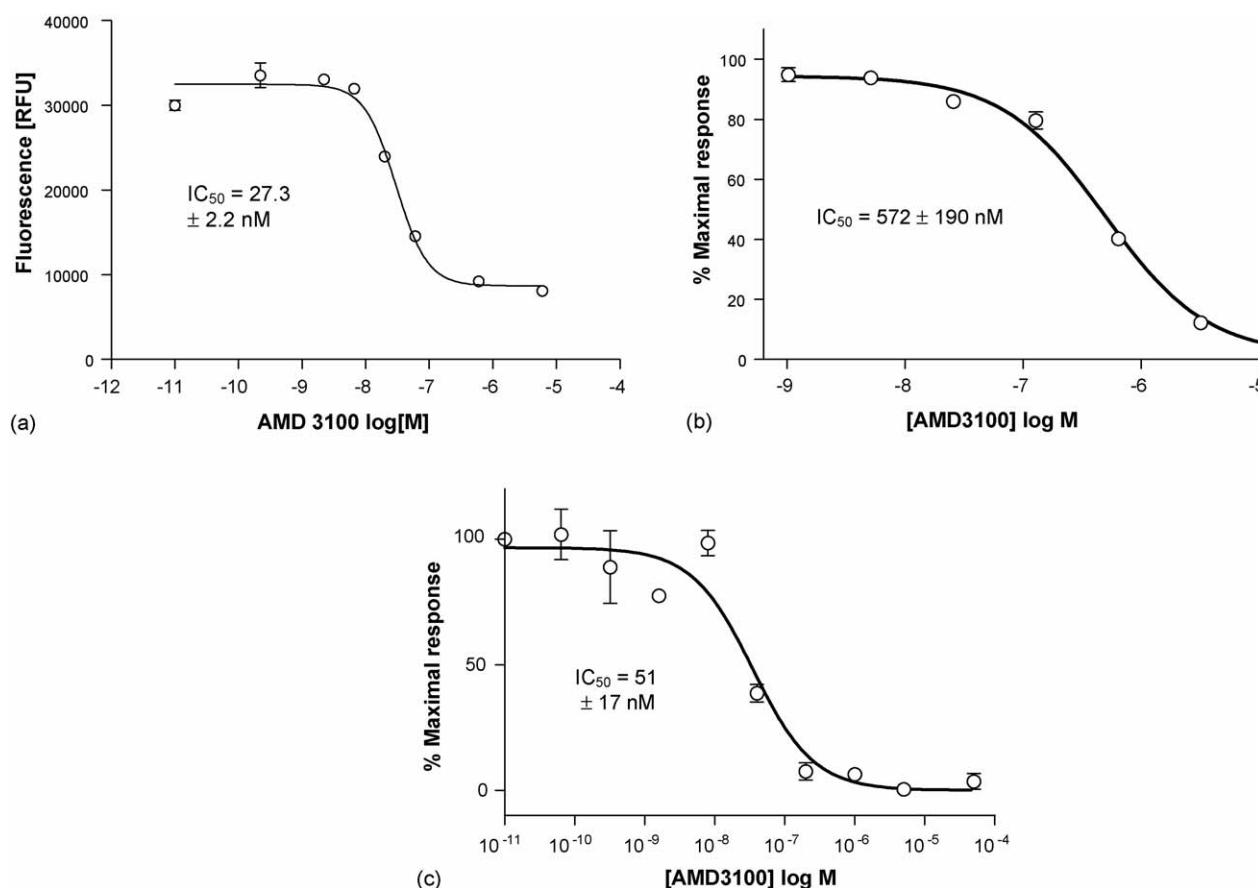 40000
30000
20000
10000
0
Fluorescence [RFU]
IC50 = 27.3
± 2.2 nM
-12 -11 -10 -9 -8 -7 -6 -5 -4
AMD 3100 log[M]
(a)
100
80
60
40
20
0
% Maximal response
IC50 = 572 ± 190 nM
-9 -8 -7 -6 -5
[AMD3100] log M
(b)
100
50
0
% Maximal response
IC50 = 51
± 17 nM
10-11 10-10 10-9 10-8 10-7 10-6 10-5 10-4
[AMD3100] log M
(c)